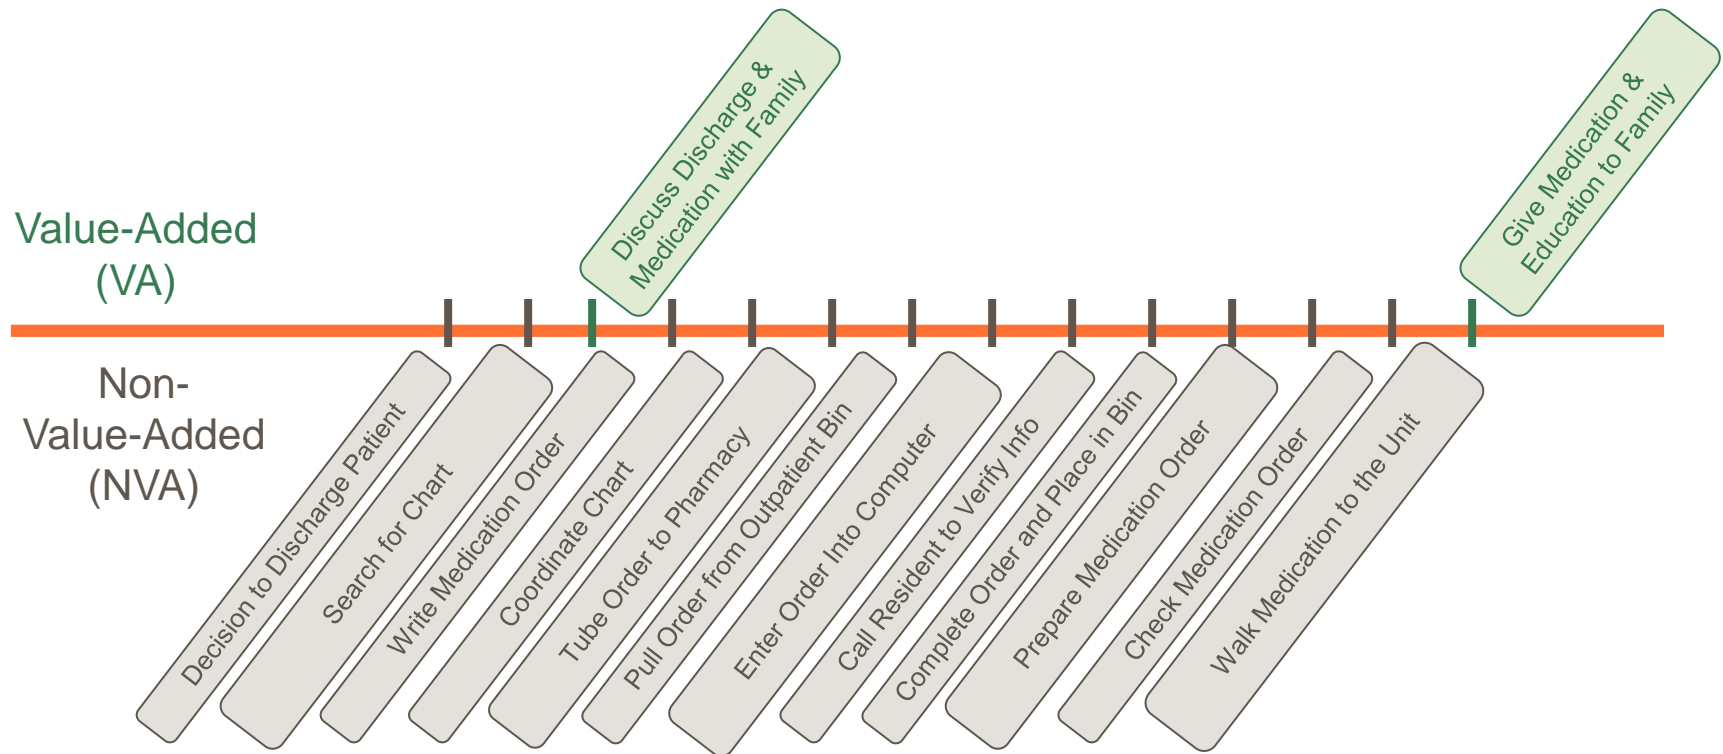 Discuss Discharge &
Medication with Family
Give Medication &
Education to Family
Value-Added
(VA)
Non-
Value-Added
(NVA)
Decision to Discharge Patient
Search for Chart
Write Medication Order
Coordinate Chart
Tube Order to Pharmacy
Pull Order from Outpatient Bin
Enter Order Into Computer
Call Resident to Verify Info
Complete Order and Place in Bin
Prepare Medication Order
Check Medication Order
Walk Medication to the Unit